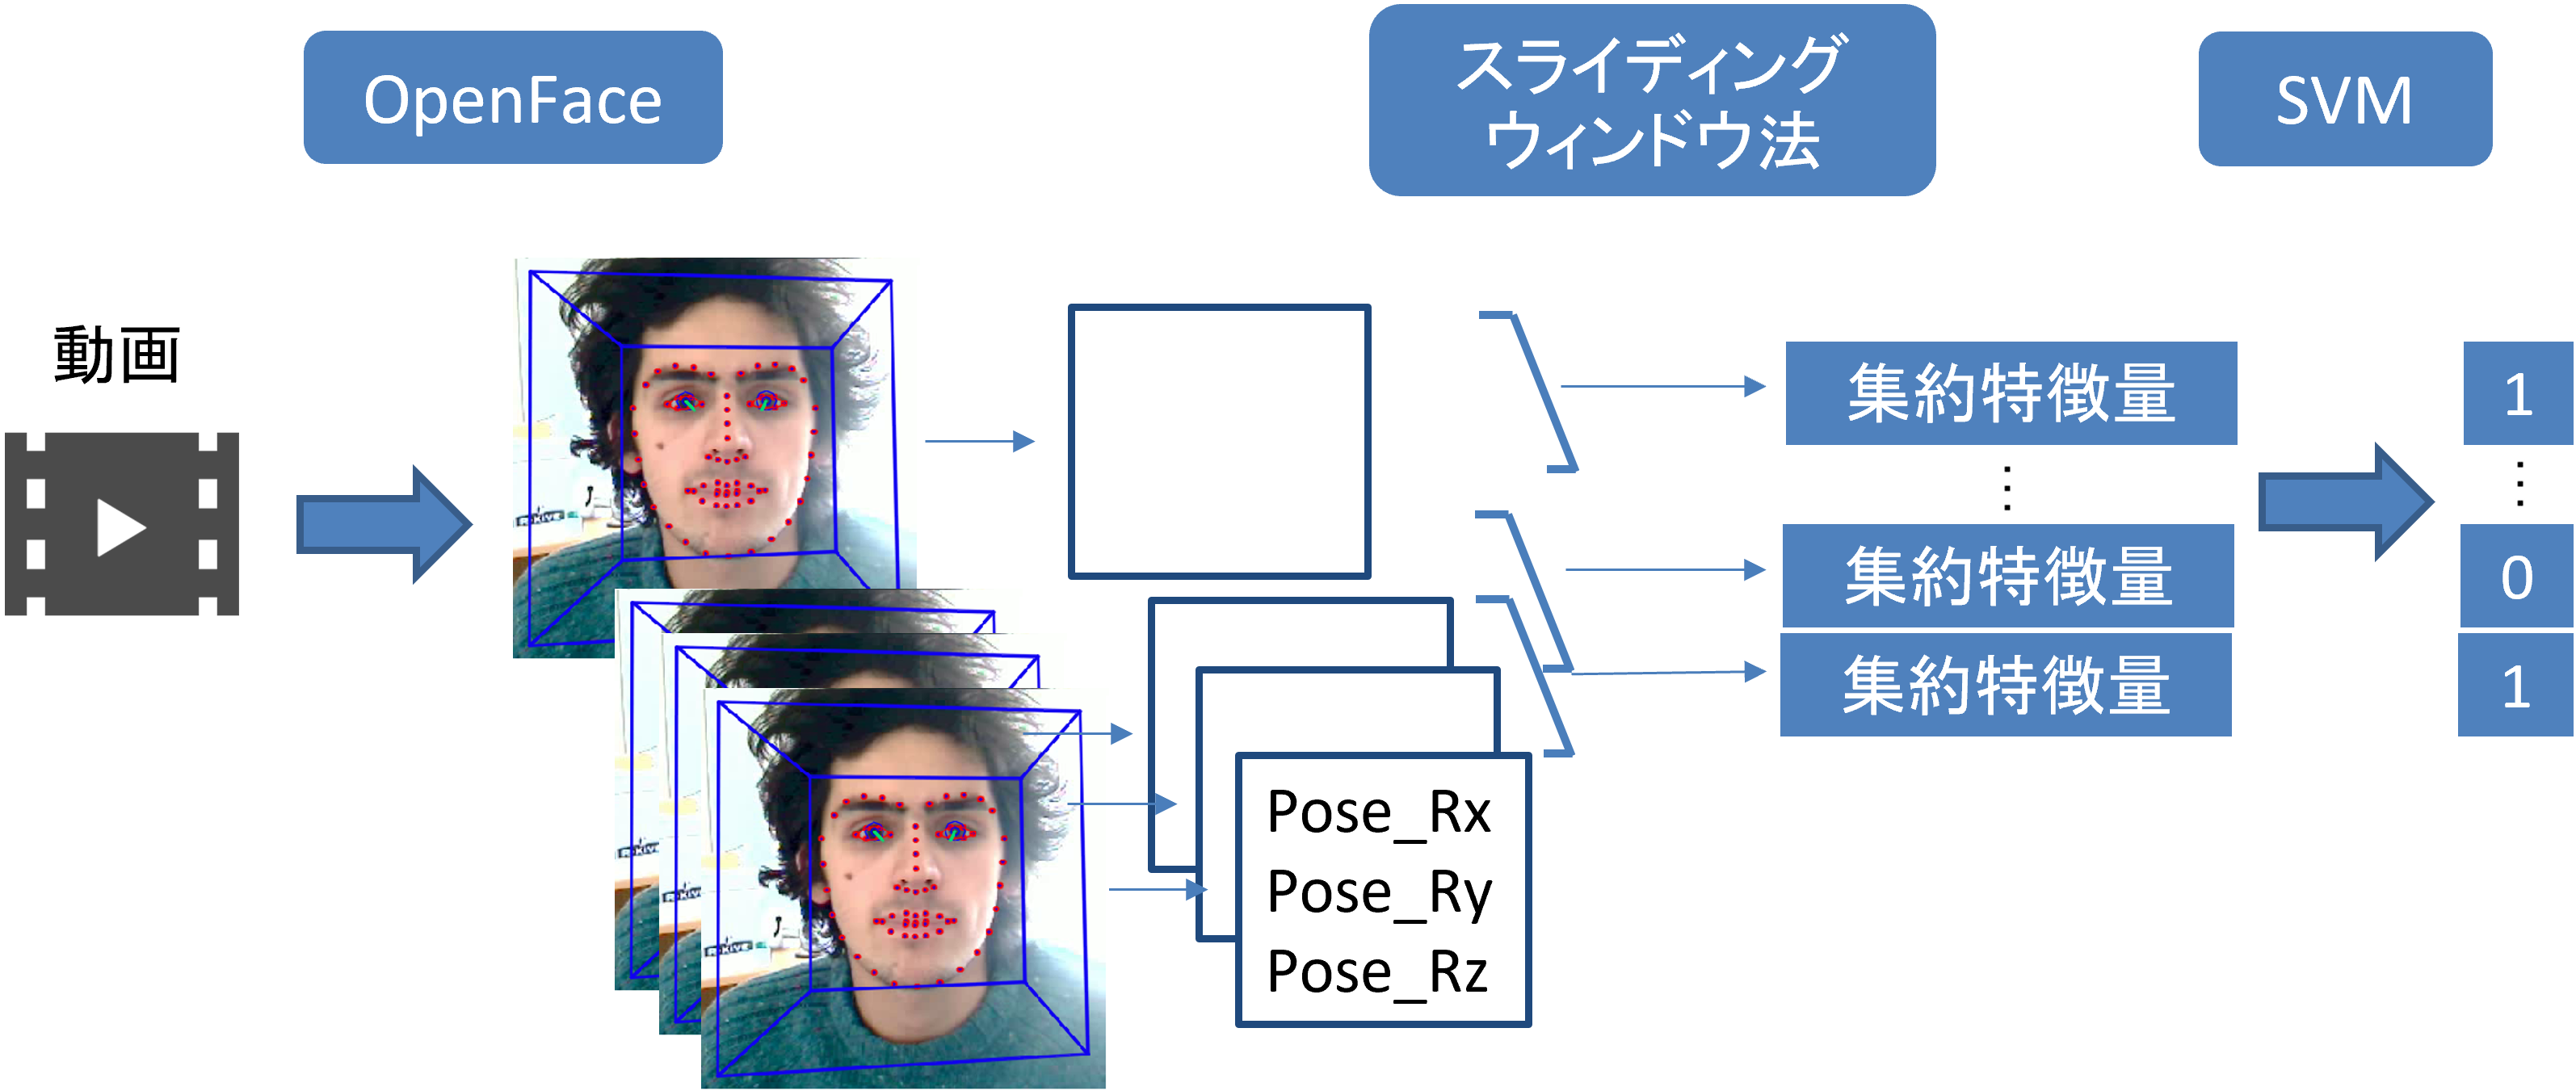 OpenFace
スライディング
ウィンドウ法
SVM
動画
集約特徴量
1
⋮
⋮
集約特徴量
0
集約特徴量
1
Pose_Rx
Pose_Ry
Pose_Rz